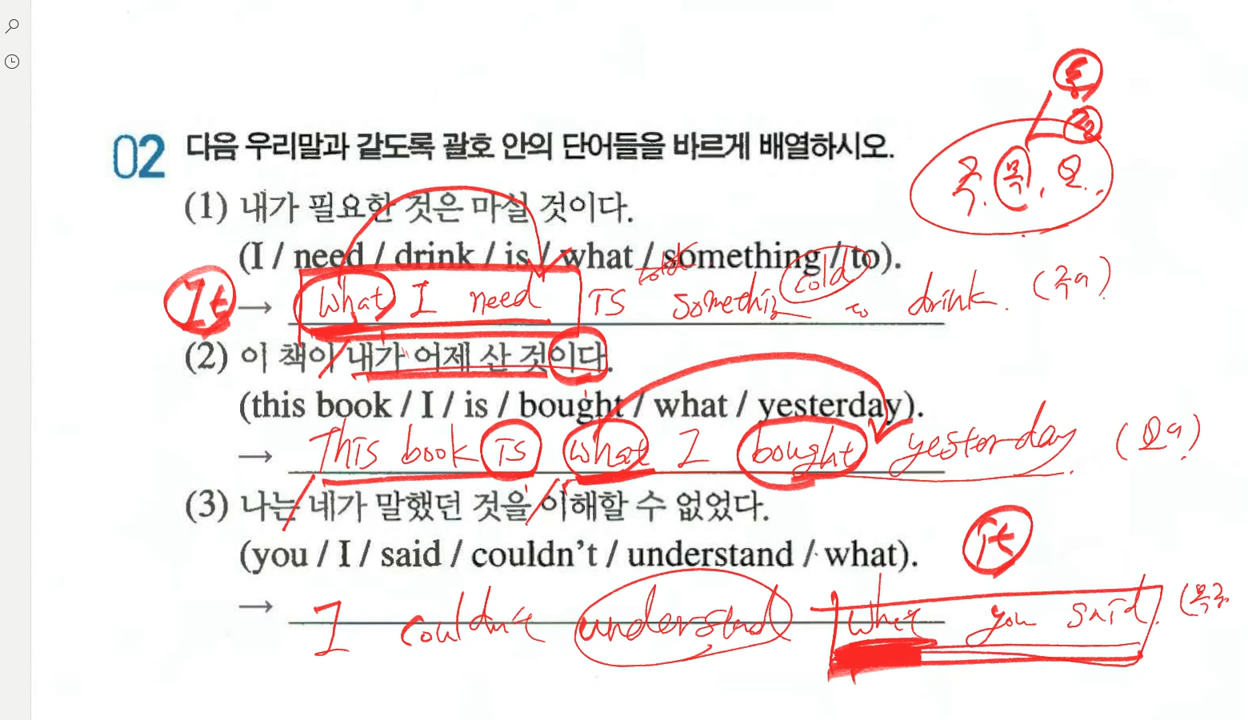 02 다음 우리말과 같도록 괄호 안의 단어들을 바르게 배열하시오.
주. 목. 보.
(1) 내가 필요한 것은 마실 것이다.
(I / need / drink / is / what / something / to).
cold
It → What I need is something cold to drink. (주어)
(2) 이 책이 내가 어제 산 것이다.
(this book / I / is / bought / what / yesterday).
→ This book is what I bought yesterday (보어)
(3) 나는 네가 말했던 것을 이해할 수 없었다.
(you / I / said / couldn't / understand / what).
It
→ I couldn't understand what you said.